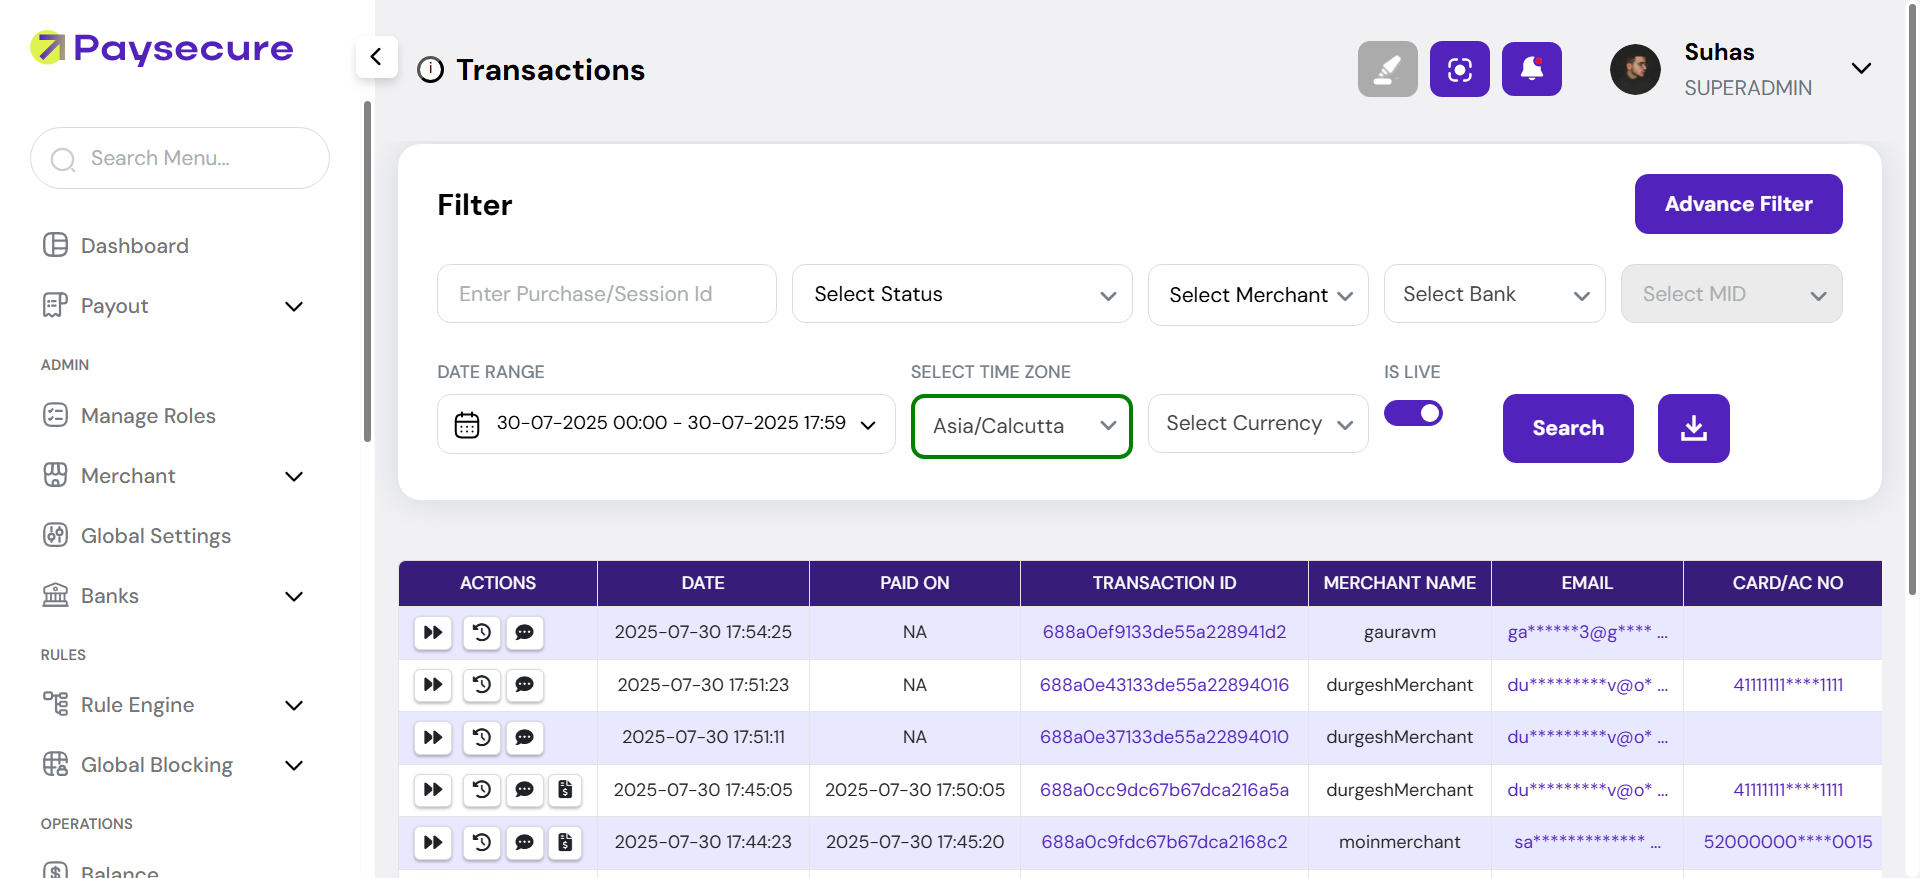 Paysecure
Search Menu...
Dashboard
Payout
ADMIN
Manage Roles
Merchant
Global Settings
Banks
RULES
Rule Engine
Global Blocking
OPERATIONS
Balance
Transactions
Suhas
SUPERADMIN
Filter
Advance Filter
Enter Purchase/Session Id
Select Status
Select Merchant
Select Bank
Select MID
DATE RANGE
SELECT TIME ZONE
IS LIVE
30-07-2025 00:00 - 30-07-2025 17:59
Asia/Calcutta
Select Currency
Search
ACTIONS DATE PAID ON TRANSACTION ID MERCHANT NAME EMAIL CARD/AC NO
2025-07-30 17:54:25 NA 688a0ef9133de55a228941d2 gauravm ga******3@g**** ...
2025-07-30 17:51:23 NA 688a0e43133de55a22894016 durgeshMerchant du*********v@o* ... 41111111****1111
2025-07-30 17:51:11 NA 688a0e37133de55a22894010 durgeshMerchant du*********v@o* ...
2025-07-30 17:45:05 2025-07-30 17:50:05 688a0cc9dc67b67dca216a5a durgeshMerchant du*********v@o* ... 41111111****1111
2025-07-30 17:44:23 2025-07-30 17:45:20 688a0c9fdc67b67dca2168c2 moinmerchant sa************* ... 52000000****0015